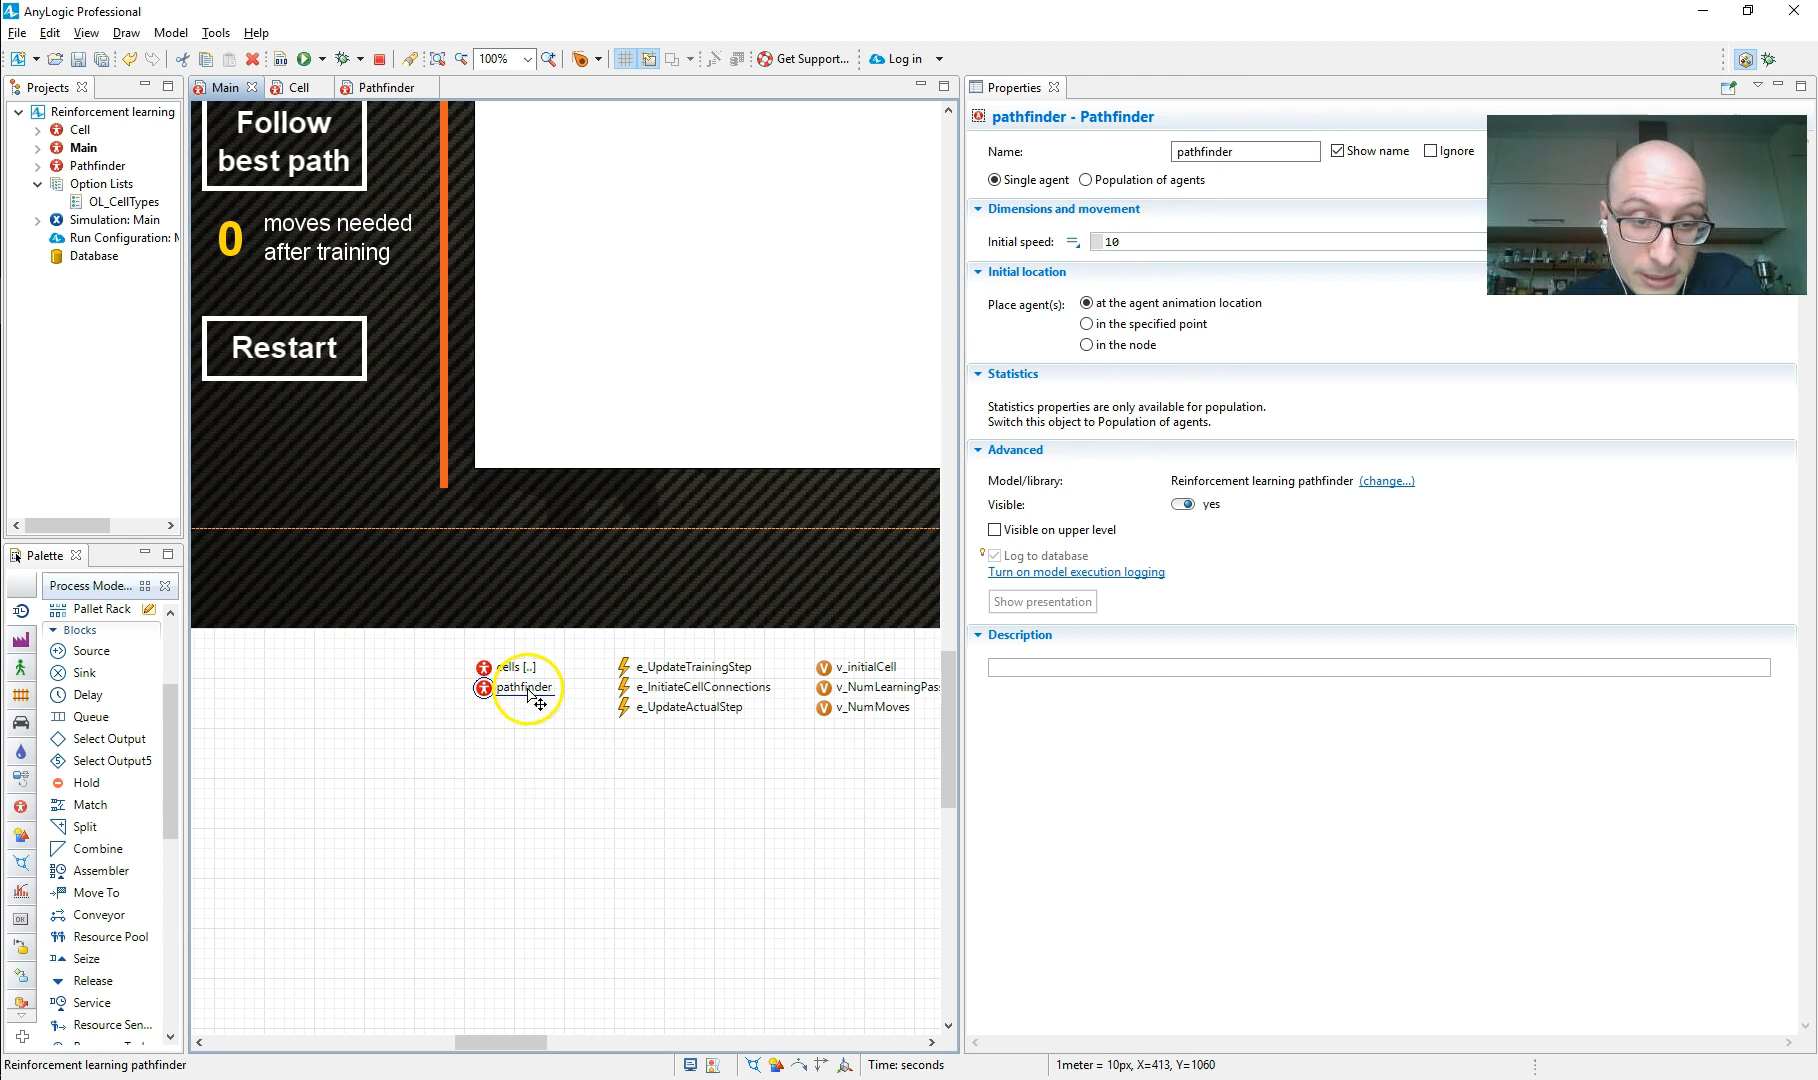 AnyLogic Professional
File Edit View Draw Model Tools Help
100% Get Support... Log in
Projects
Reinforcement learning
Cell
Main
Pathfinder
Option Lists
OL_CellTypes
Simulation: Main
Run Configuration:
Database
Palette
Process Mode...
Pallet Rack
Blocks
Source
Sink
Delay
Queue
Select Output
Select Output5
Hold
Match
Split
Combine
Assembler
Move To
Conveyor
Resource Pool
Seize
Release
Service
Resource Sen...
Main Cell Pathfinder
Follow
best path
0 moves needed
after training
Restart
cells [..] e_UpdateTrainingStep v_initialCell
pathfinder e_InitiateCellConnections v_NumLearningPas
e_UpdateActualStep v_NumMoves
Properties
pathfinder - Pathfinder
Name: pathfinder Show name Ignore
Single agent Population of agents
Dimensions and movement
Initial speed: 10
Initial location
Place agent(s): at the agent animation location
in the specified point
in the node
Statistics
Statistics properties are only available for population.
Switch this object to Population of agents.
Advanced
Model/library: Reinforcement learning pathfinder (change...)
Visible: yes
Visible on upper level
Log to database
Turn on model execution logging
Show presentation
Description
Reinforcement learning pathfinder Time: seconds 1meter = 10px, X=413, Y=1060